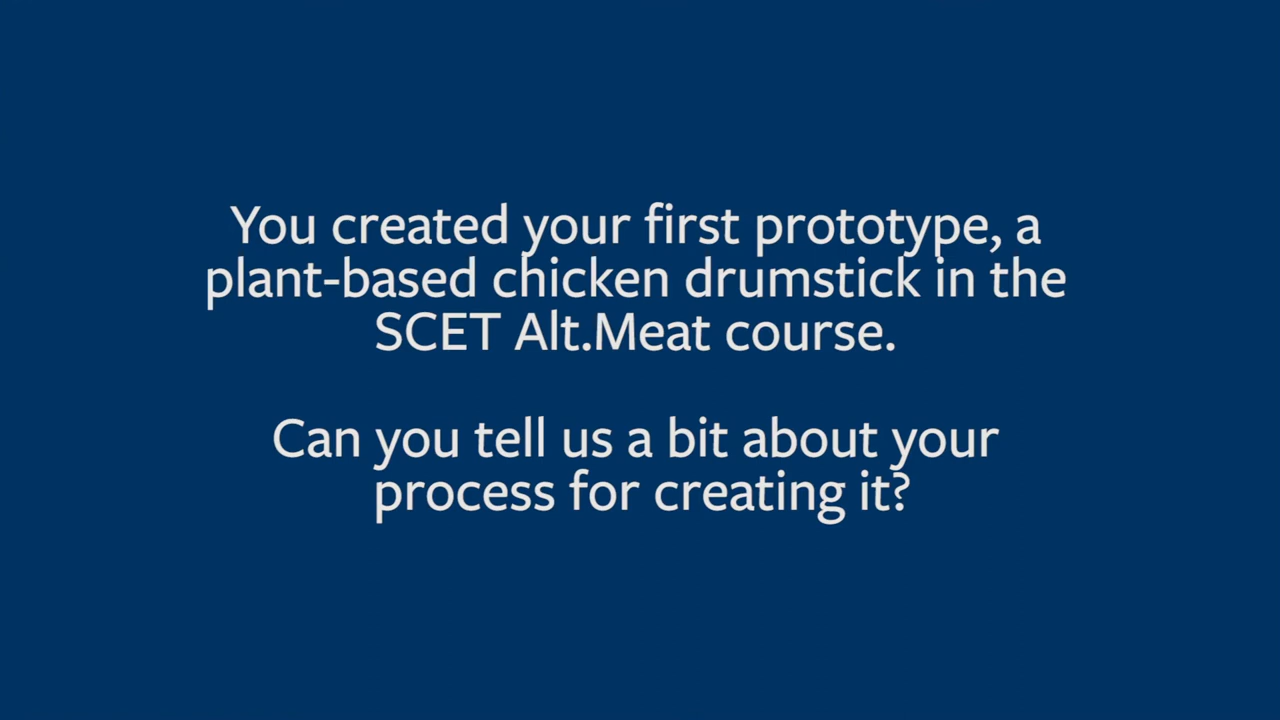 You created your first prototype, a
plant-based chicken drumstick in the
SCET Alt.Meat course.
Can you tell us a bit about your
process for creating it?